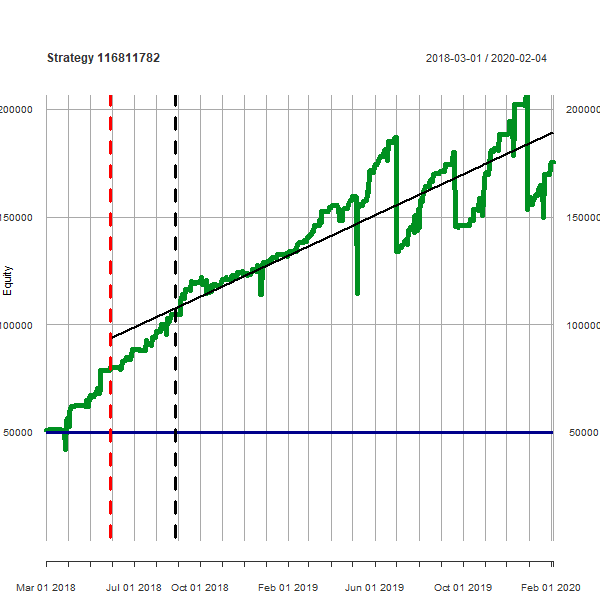 Strategy 116811782
2018-03-01 / 2020-02-04
200000 200000
150000 150000
Equity
100000 100000
50000 50000
Mar 01 2018 Jul 01 2018 Oct 01 2018 Feb 01 2019 Jun 01 2019 Oct 01 2019 Feb 01 2020